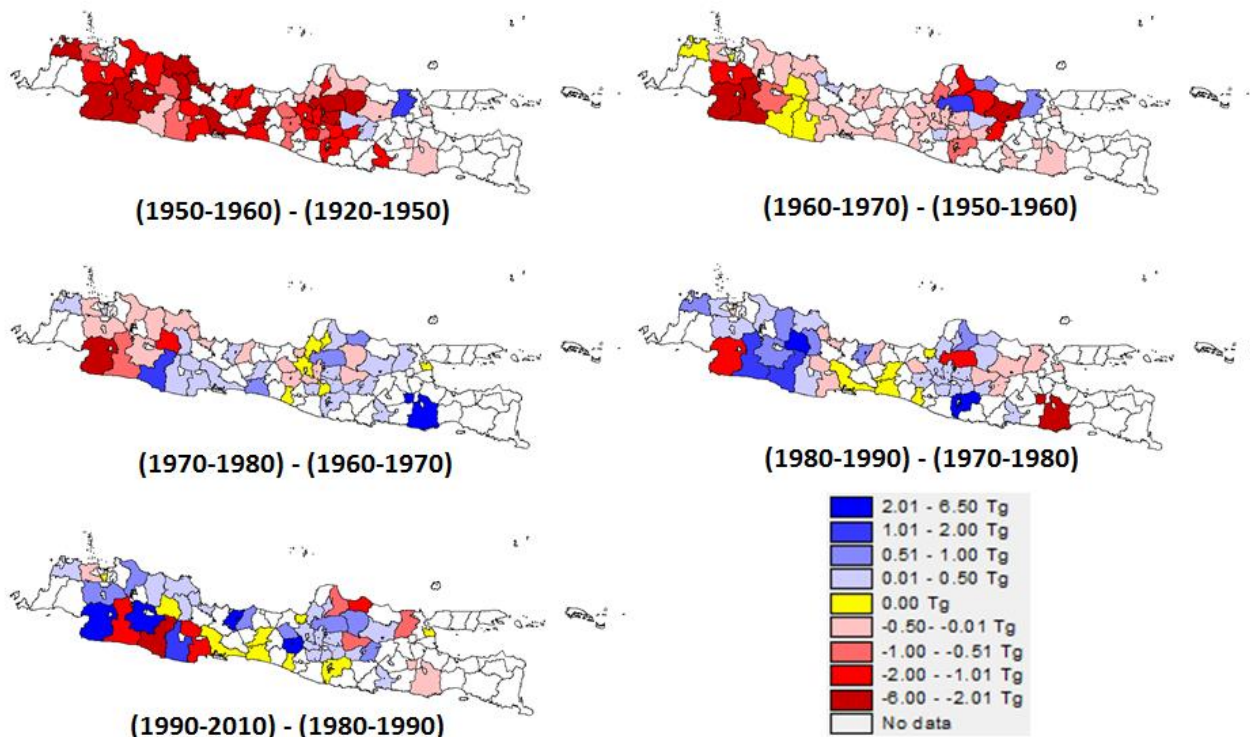 (1950-1960) - (1920-1950)
(1960-1970) - (1950-1960)
(1970-1980) - (1960-1970)
(1980-1990) - (1970-1980)
2.01 - 6.50 Tg
1.01 - 2.00 Tg
0.51 - 1.00 Tg
0.01 - 0.50 Tg
0.00 Tg
-0.50- -0.01 Tg
-1.00 - -0.51 Tg
-2.00 - -1.01 Tg
-6.00 - -2.01 Tg
No data
(1990-2010) - (1980-1990)